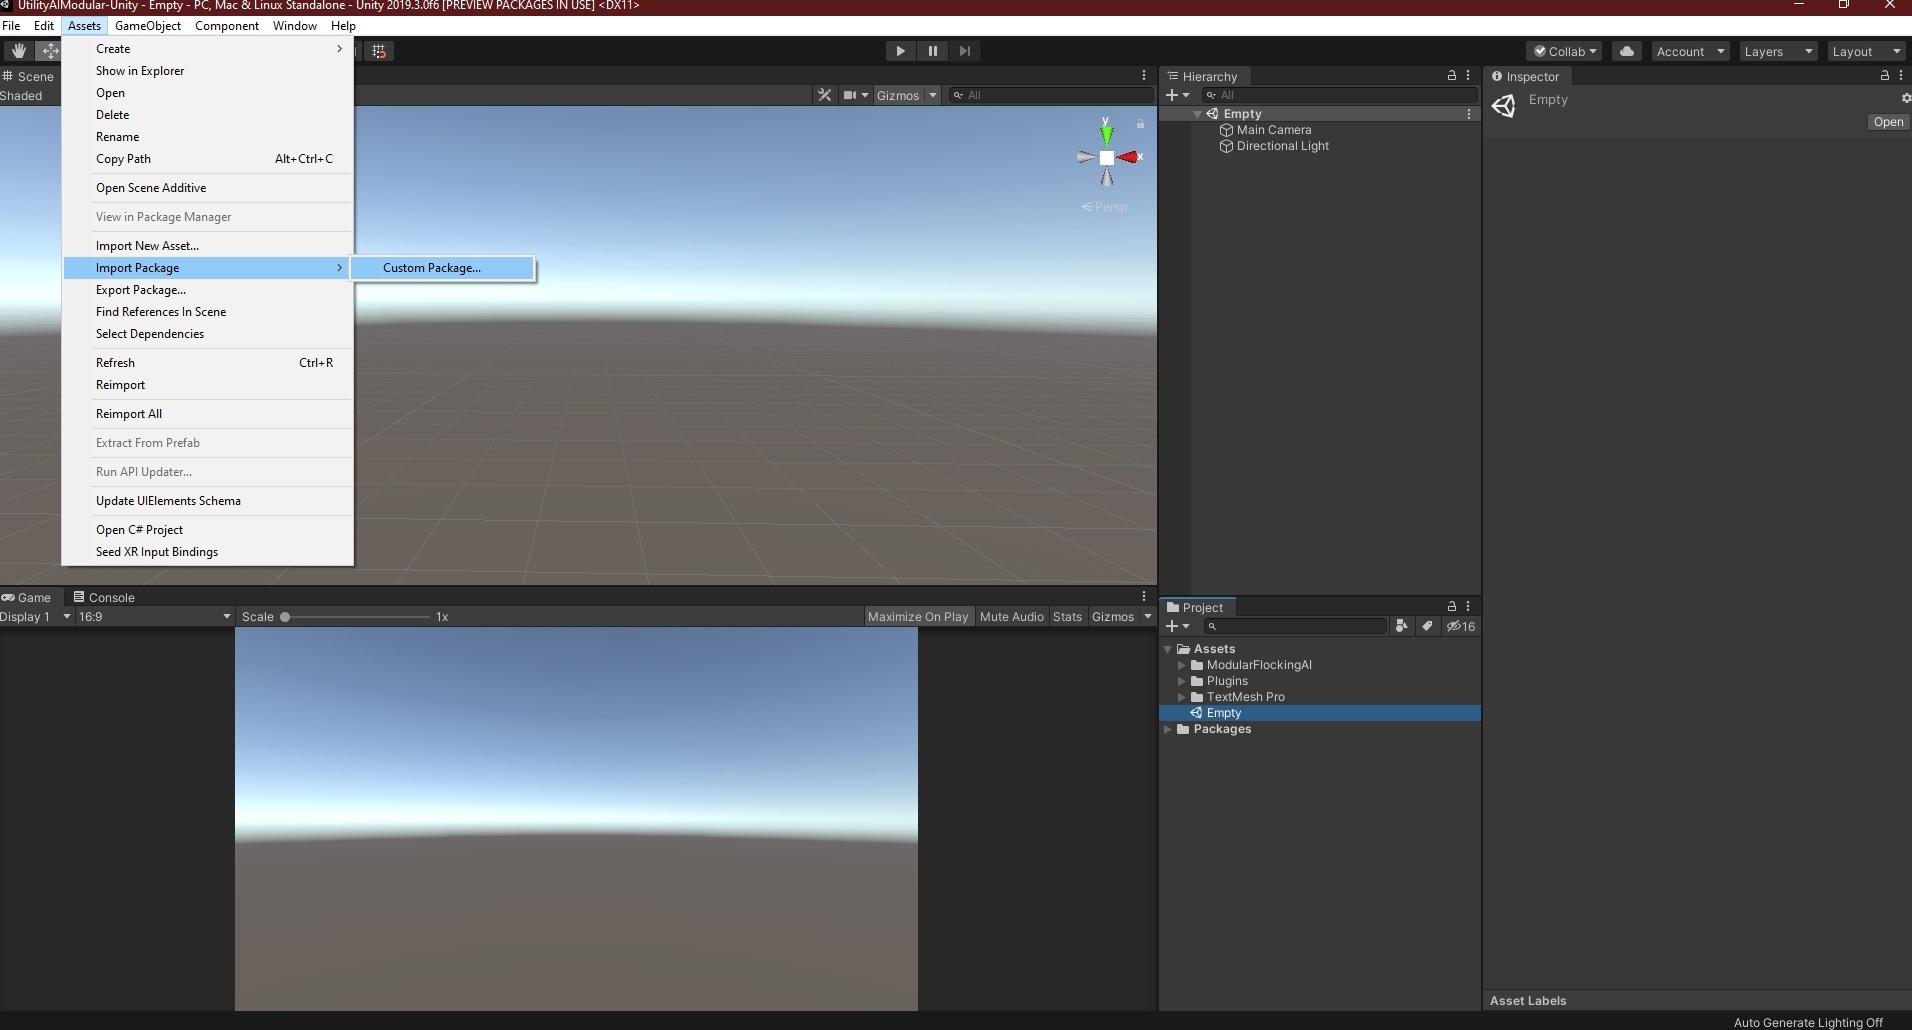 UtilityAIModular-Unity - Empty - PC, Mac & Linux Standalone - Unity 2019.3.0f6 [PREVIEW PACKAGES IN USE] <DX11>
File Edit Assets GameObject Component Window Help
Collab Account Layers Layout
Scene
Shaded Gizmos All
Create
Show in Explorer
Open
Delete
Rename
Copy Path Alt+Ctrl+C
Open Scene Additive
View in Package Manager
Import New Asset...
Import Package Custom Package...
Export Package...
Find References In Scene
Select Dependencies
Refresh Ctrl+R
Reimport
Reimport All
Extract From Prefab
Run API Updater...
Update UIElements Schema
Open C# Project
Seed XR Input Bindings
y
x
Persp
Hierarchy
All
Empty
Main Camera
Directional Light
Inspector
Empty
Open
Game Console
Display 1 16:9 Scale 1x Maximize On Play Mute Audio Stats Gizmos
Project
16
Assets
ModularFlockingAI
Plugins
TextMesh Pro
Empty
Packages
Asset Labels
Auto Generate Lighting Off